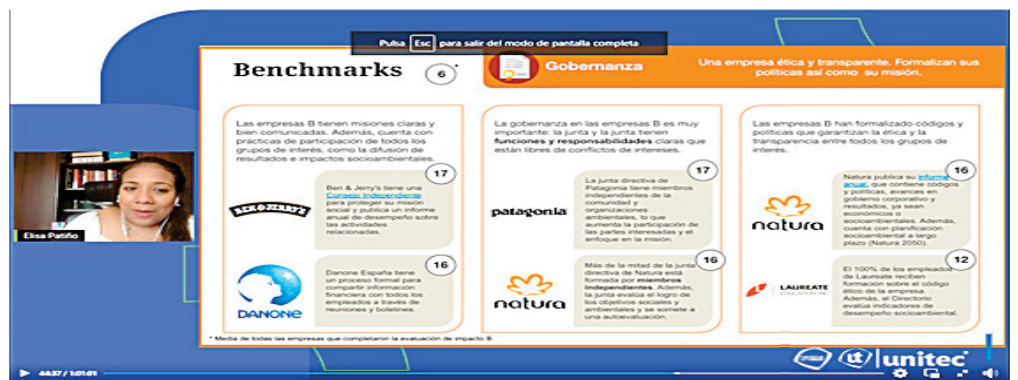 Pulsa Esc para salir del modo de pantalla completa
Benchmarks 6 *
Gobernanza
Una empresa ética y transparente. Formalizan sus
políticas así como su misión.
Las empresas B tienen misiones claras y
bien comunicadas. Además, cuenta con
prácticas de participación de todos los
grupos de interés, como la difusión de
resultados e impactos socioambientales.
17
BEN & JERRY'S
Ben & Jerry's tiene una
Consejo Independiente
para proteger su misión
social y publica un informe
anual de desempeño sobre
las actividades
relacionadas.
16
DANONE
Danone España tiene
un proceso formal para
compartir información
financiera con todos los
empleados a través de
reuniones y boletines.
La gobernanza en las empresas B es muy
importante: la junta y la junta tienen
funciones y responsabilidades claras que
están libres de conflictos de intereses.
17
patagonia
La junta directiva de
Patagonia tiene miembros
independientes de la
comunidad y
organizaciones
ambientales, lo que
aumenta la participación de
las partes interesadas y el
enfoque en la misión.
16
natura
Más de la mitad de la junta
directiva de Natura está
formada por miembros
independientes. Además,
la junta evalúa el logro de
los objetivos sociales y
ambientales y se somete a
una autoevaluación.
Las empresas B han formalizado códigos y
políticas que garantizan la ética y la
transparencia entre todos los grupos de
interés.
16
natura
Natura publica su informe
anual, que contiene códigos
y políticas, avances en
gobierno corporativo y
resultados, ya sean
económicos o
socioambientales. Además,
cuenta con planificación
socioambiental a largo
plazo (Natura 2050).
12
LAUREATE
El 100% de los empleados
de Laureate reciben
formación sobre el código
ético de la empresa.
Además, el Directorio
evalúa indicadores de
desempeño socioambiental.
* Media de todas las empresas que completaron la evaluación de impacto B
Elisa Patiño
unitec
44:37 / 1:01:01